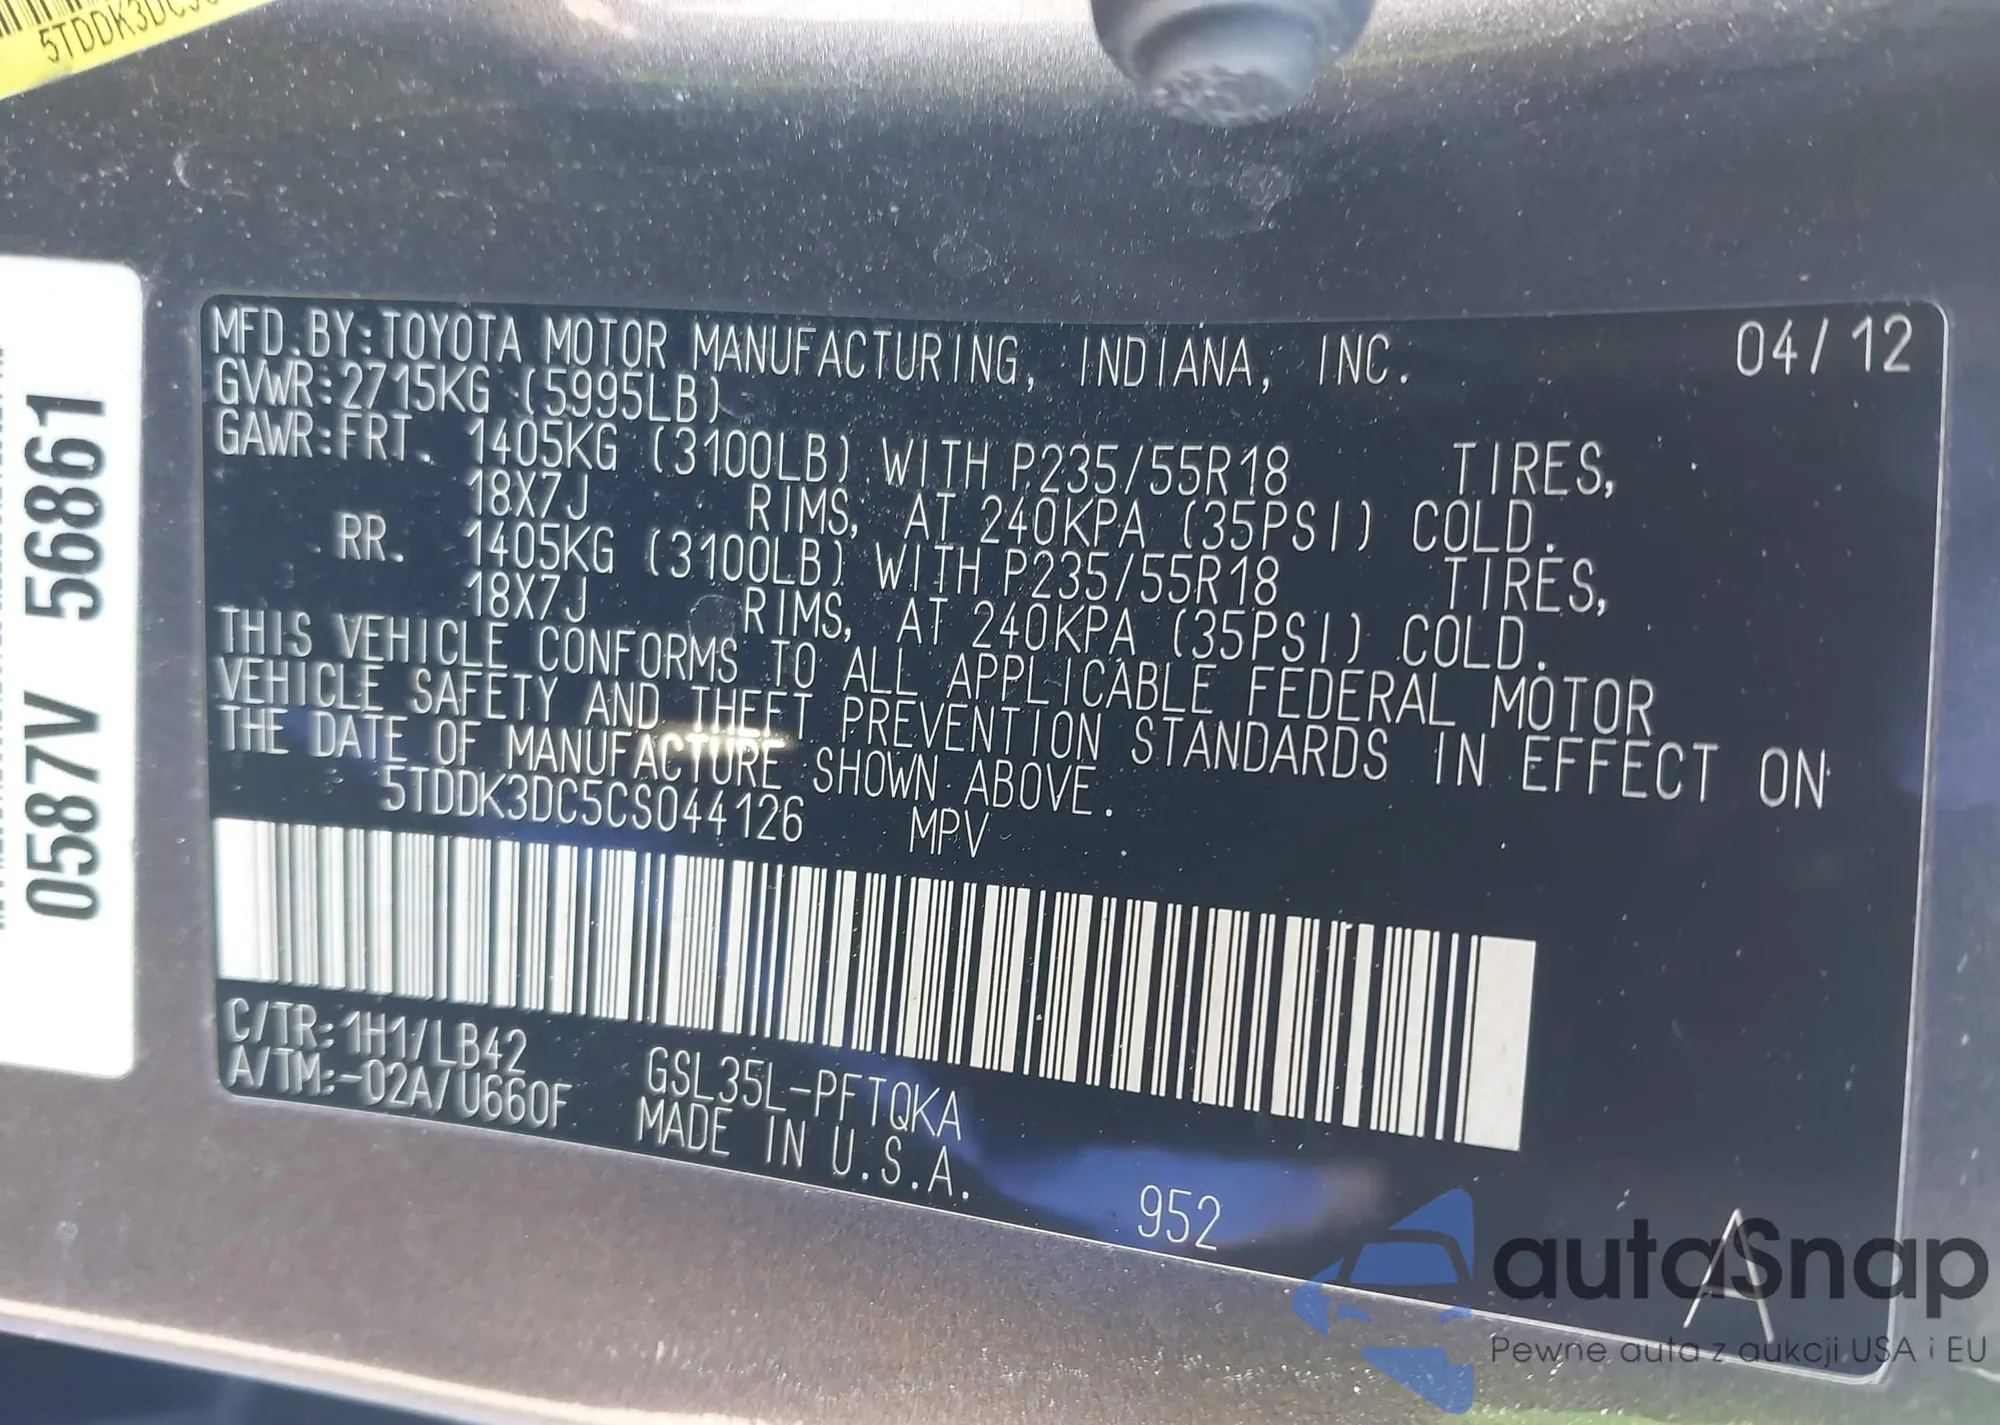 5TDDK3DC5C
0587V 56861
MFD.BY:TOYOTA MOTOR MANUFACTURING, INDIANA, INC. 04/12
GVWR:2715KG (5995LB)
GAWR:FRT. 1405KG (3100LB) WITH P235/55R18 TIRES,
18X7J RIMS, AT 240KPA (35PSI) COLD.
RR. 1405KG (3100LB) WITH P235/55R18 TIRES,
18X7J RIMS, AT 240KPA (35PSI) COLD.
THIS VEHICLE CONFORMS TO ALL APPLICABLE FEDERAL MOTOR
VEHICLE SAFETY AND THEFT PREVENTION STANDARDS IN EFFECT ON
THE DATE OF MANUFACTURE SHOWN ABOVE.
5TDDK3DC5CS044126 MPV
C/TR:1H1/LB42 GSL35L-PFTQKA
A/TM:-02A/U660F MADE IN U.S.A.
952
A
autaSnap
Pewne auta z aukcji USA i EU